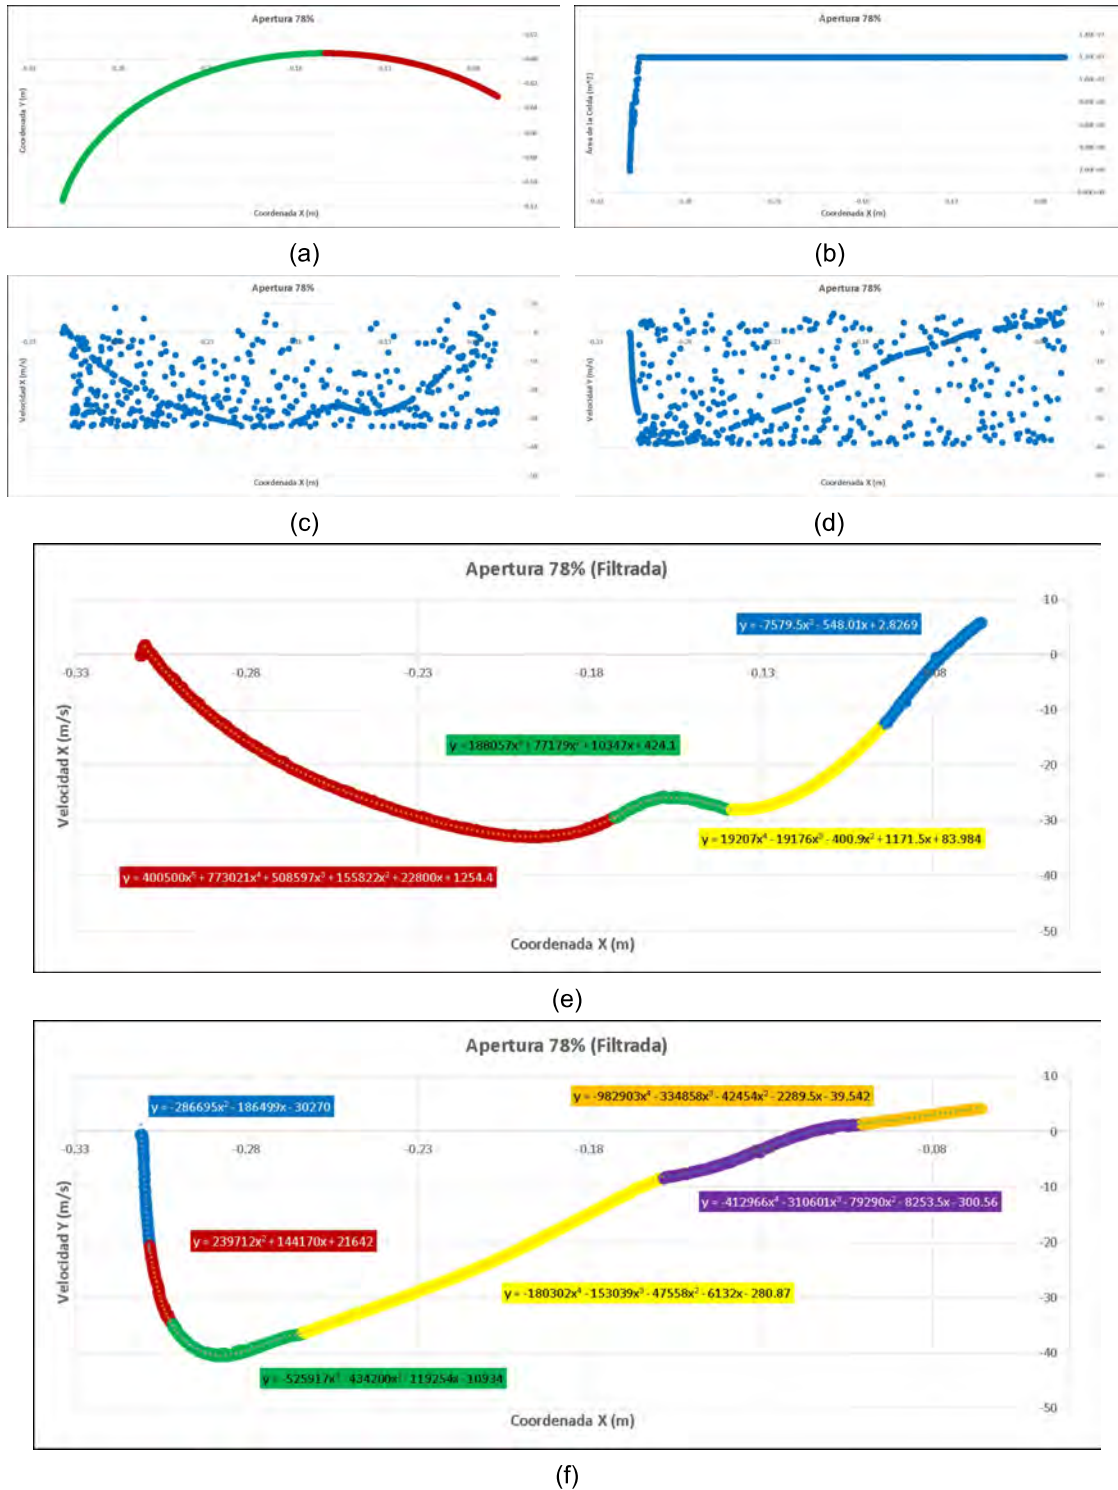 Apertura 78%
Coordenada Y (m)
Coordenada X (m)
(a)
Apertura 78%
Área de la Celda (m^2)
Coordenada X (m)
(b)
Apertura 78%
Velocidad X (m/s)
Coordenada X (m)
(c)
Apertura 78%
Velocidad Y (m/s)
Coordenada X (m)
(d)
Apertura 78% (Filtrada)
10
y = -7579.5x² - 548.01x + 2.8269
-0.33 -0.28 -0.23 -0.18 -0.13 -0.08 0
-10
y = 188057x³ + 77179x² + 10347x + 424.1
-20
-30
y = 19207x⁴ - 19176x³ - 400.9x² + 1171.5x + 83.984
y = 400500x⁵ + 773021x⁴ + 508597x³ + 155822x² + 22800x + 1254.4
-40
-50
Velocidad X (m/s)
Coordenada X (m)
(e)
Apertura 78% (Filtrada)
10
y = -982903x⁴ - 334858x³ - 42454x² - 2289.5x - 39.542
y = -286695x² - 186499x - 30270
-0.33 -0.28 -0.23 -0.18 -0.08 0
-10
y = -412966x⁴ - 310601x³ - 79290x² - 8253.5x - 300.56
y = 239712x² + 144170x + 21642
-20
y = -180302x⁴ - 153039x³ - 47558x² - 6132x - 280.87
-30
-40
y = -525917x³ - 434200x² - 119254x - 10934
-50
Velocidad Y (m/s)
Coordenada X (m)
(f)